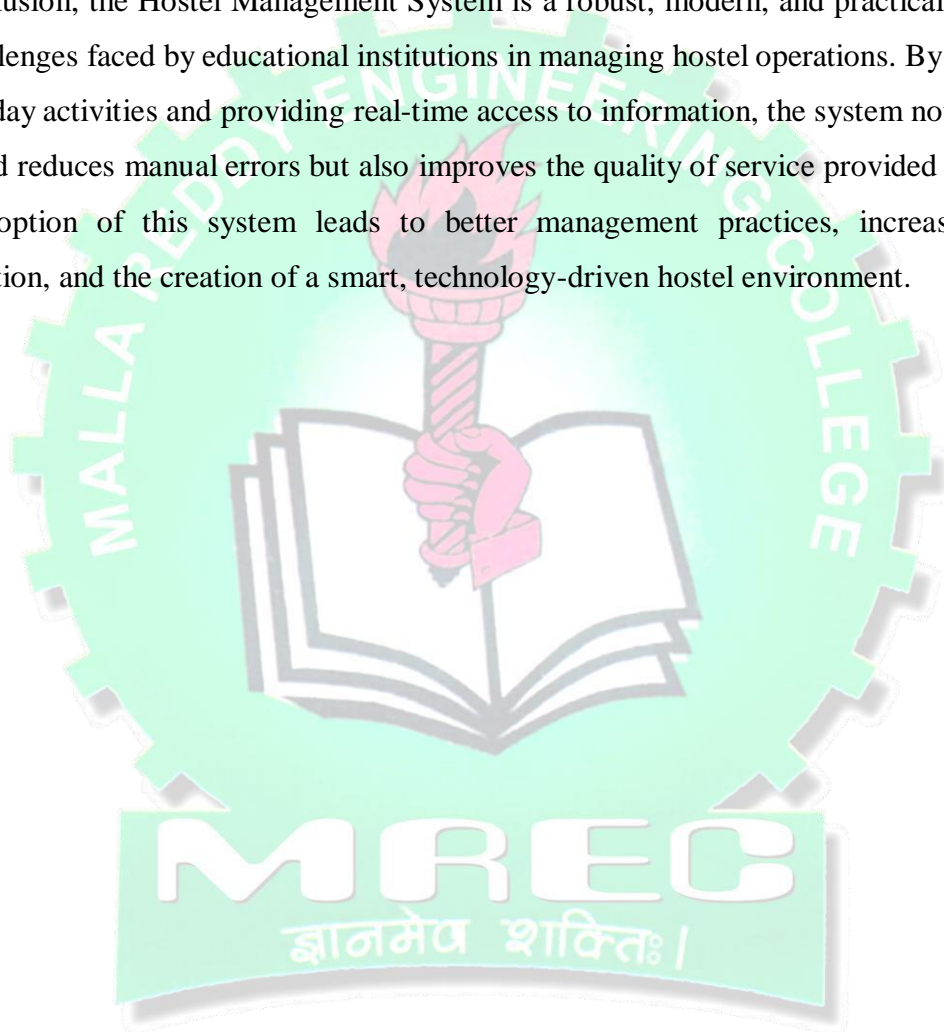 lusion, the Hostel Management System is a robust, modern, and practical
llenges faced by educational institutions in managing hostel operations. By
day activities and providing real-time access to information, the system no
d reduces manual errors but also improves the quality of service provided
option of this system leads to better management practices, increas
tion, and the creation of a smart, technology-driven hostel environment.
MALLA REDDY ENGINEERING COLLEGE
MREC
ज्ञानमेव शक्तिः |